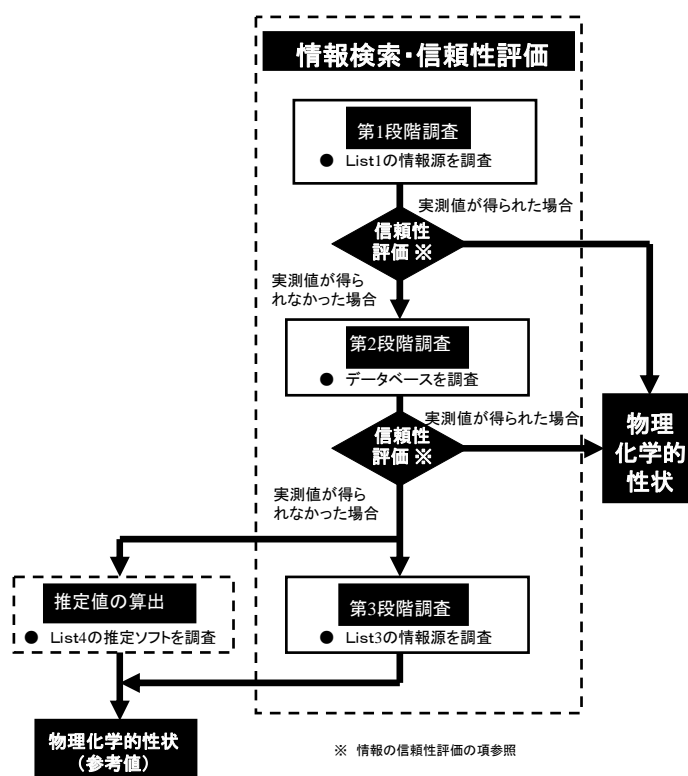 情報検索・信頼性評価
第1段階調査
● List1の情報源を調査
実測値が得られた場合
信頼性
評価 ※
実測値が得ら
れなかった場合
第2段階調査
● データベースを調査
実測値が得られた場合
信頼性
評価 ※
物理
化学的
性状
実測値が得ら
れなかった場合
推定値の算出
● List4の推定ソフトを調査
第3段階調査
● List3の情報源を調査
物理化学的性状
（参考値）
※ 情報の信頼性評価の項参照